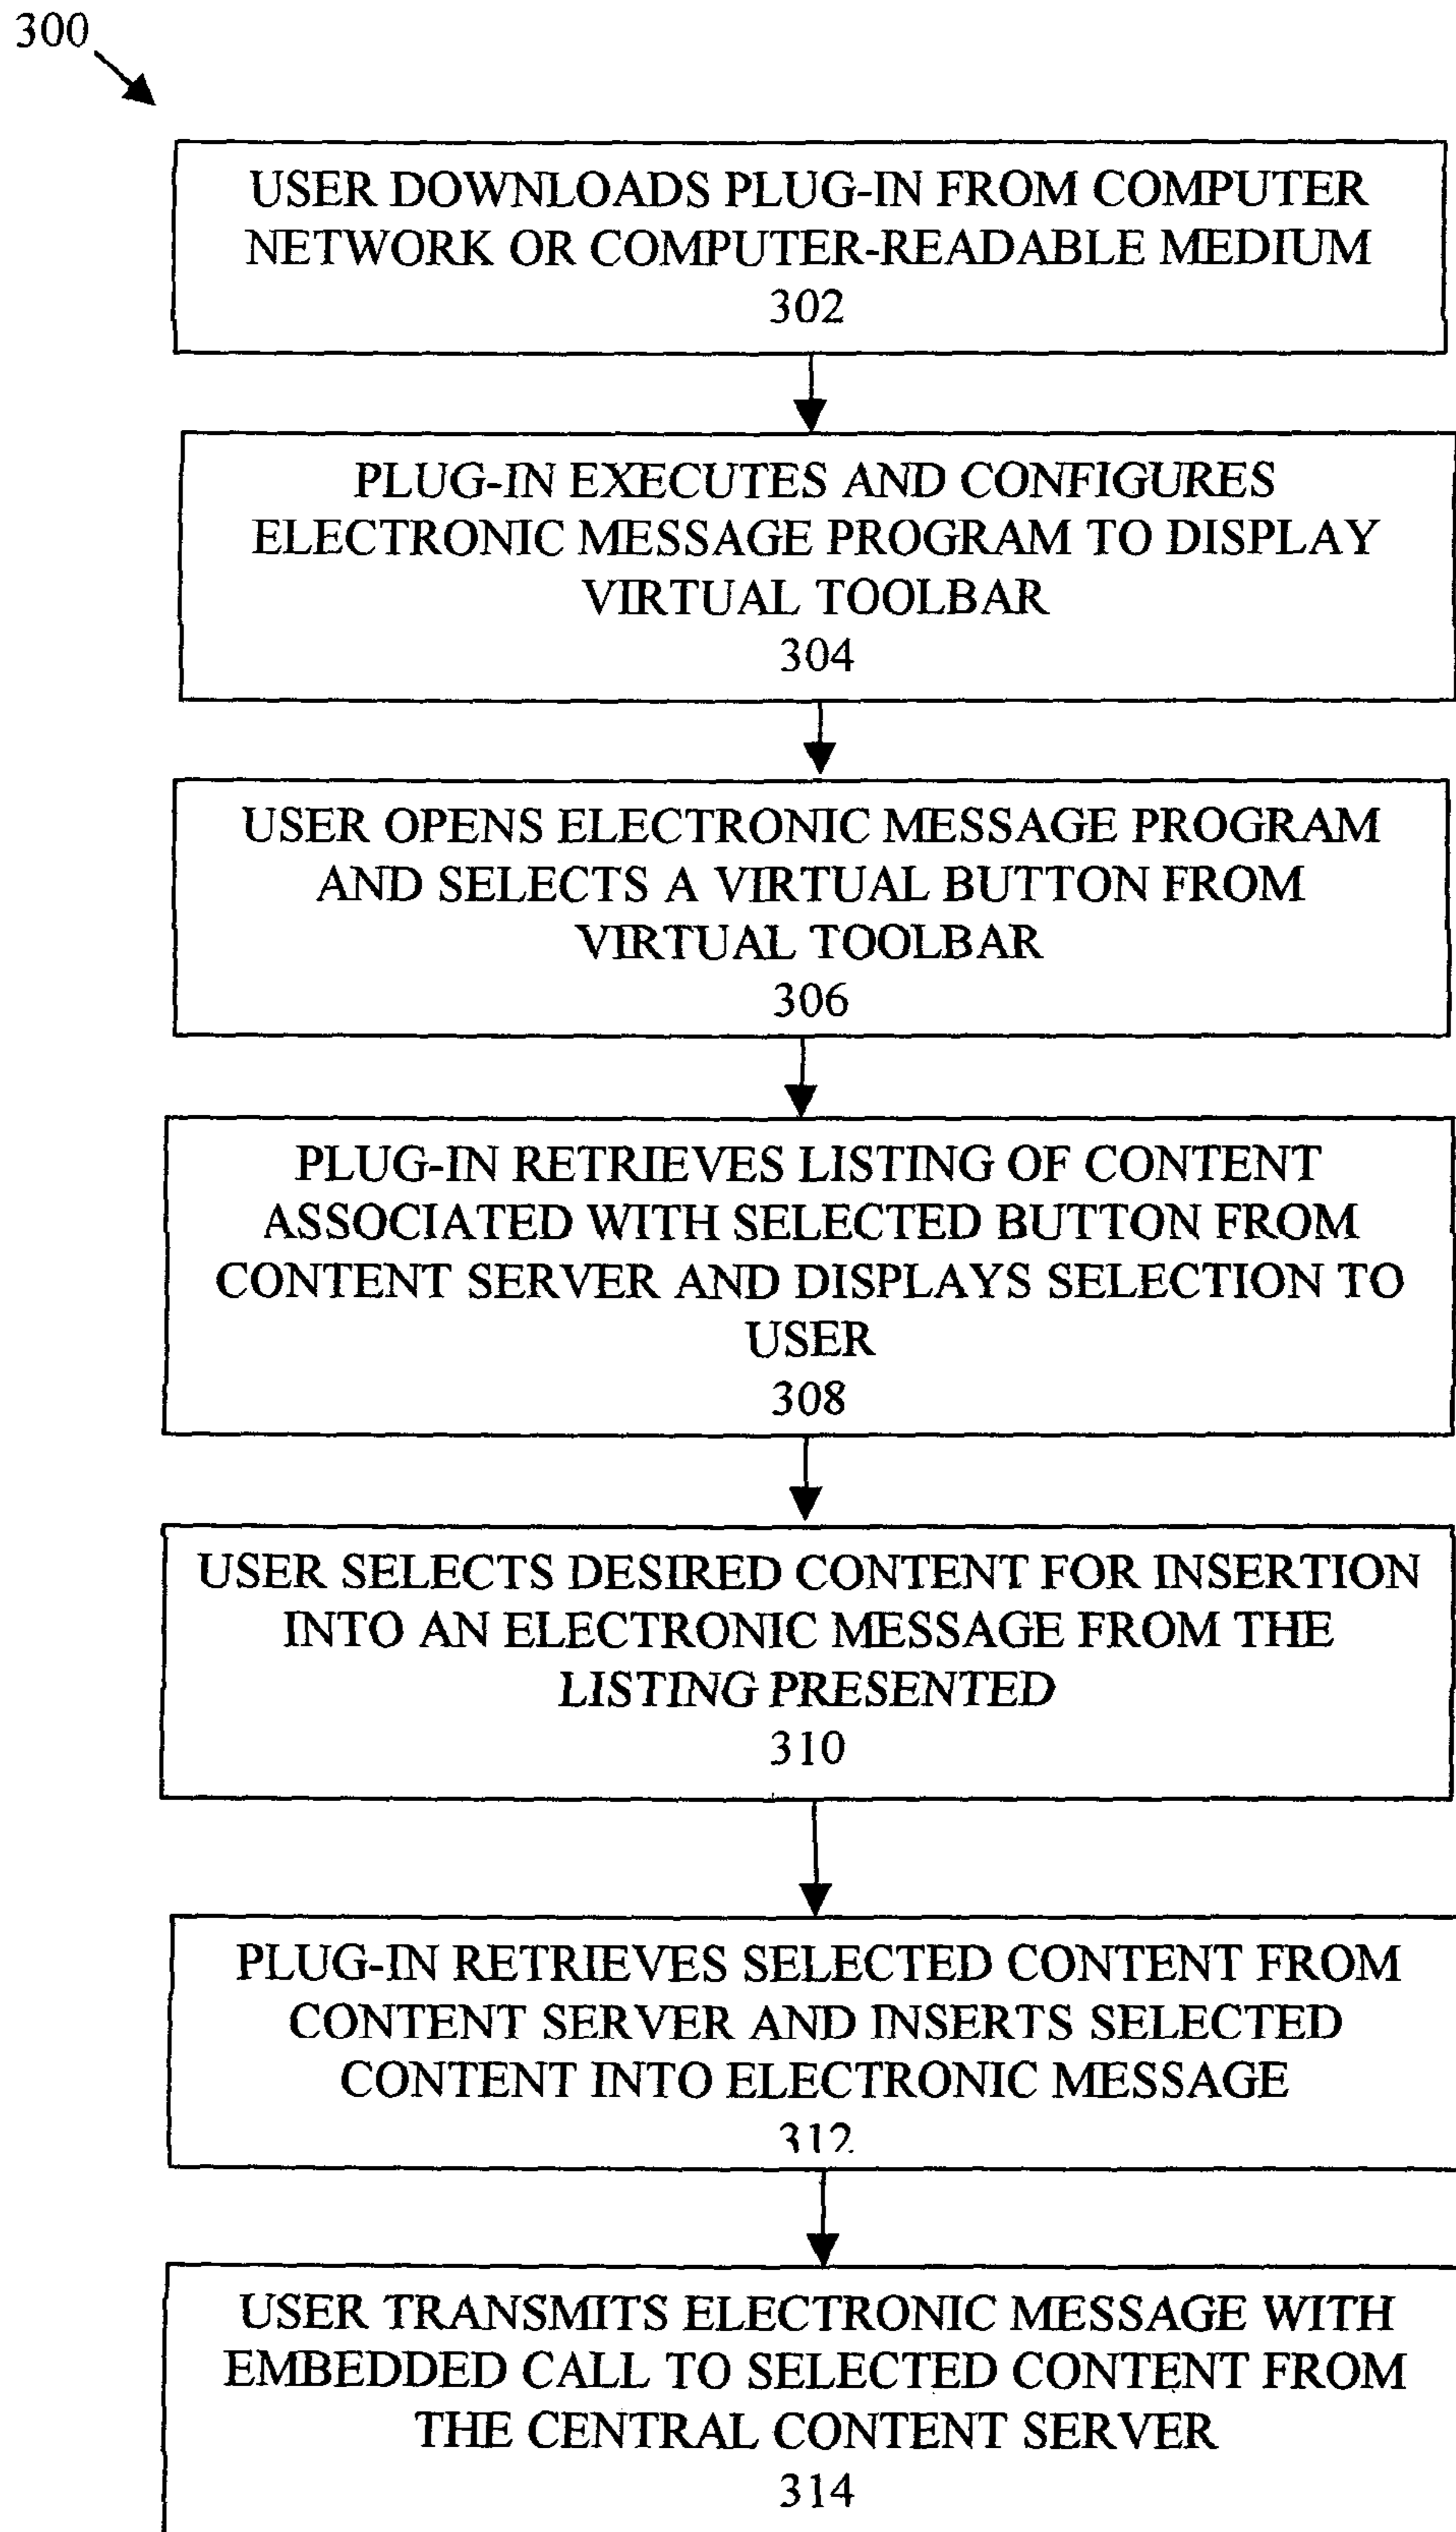 300
USER DOWNLOADS PLUG-IN FROM COMPUTER
NETWORK OR COMPUTER-READABLE MEDIUM
302
PLUG-IN EXECUTES AND CONFIGURES
ELECTRONIC MESSAGE PROGRAM TO DISPLAY
VIRTUAL TOOLBAR
304
USER OPENS ELECTRONIC MESSAGE PROGRAM
AND SELECTS A VIRTUAL BUTTON FROM
VIRTUAL TOOLBAR
306
PLUG-IN RETRIEVES LISTING OF CONTENT
ASSOCIATED WITH SELECTED BUTTON FROM
CONTENT SERVER AND DISPLAYS SELECTION TO
USER
308
USER SELECTS DESIRED CONTENT FOR INSERTION
INTO AN ELECTRONIC MESSAGE FROM THE
LISTING PRESENTED
310
PLUG-IN RETRIEVES SELECTED CONTENT FROM
CONTENT SERVER AND INSERTS SELECTED
CONTENT INTO ELECTRONIC MESSAGE
312
USER TRANSMITS ELECTRONIC MESSAGE WITH
EMBEDDED CALL TO SELECTED CONTENT FROM
THE CENTRAL CONTENT SERVER
314